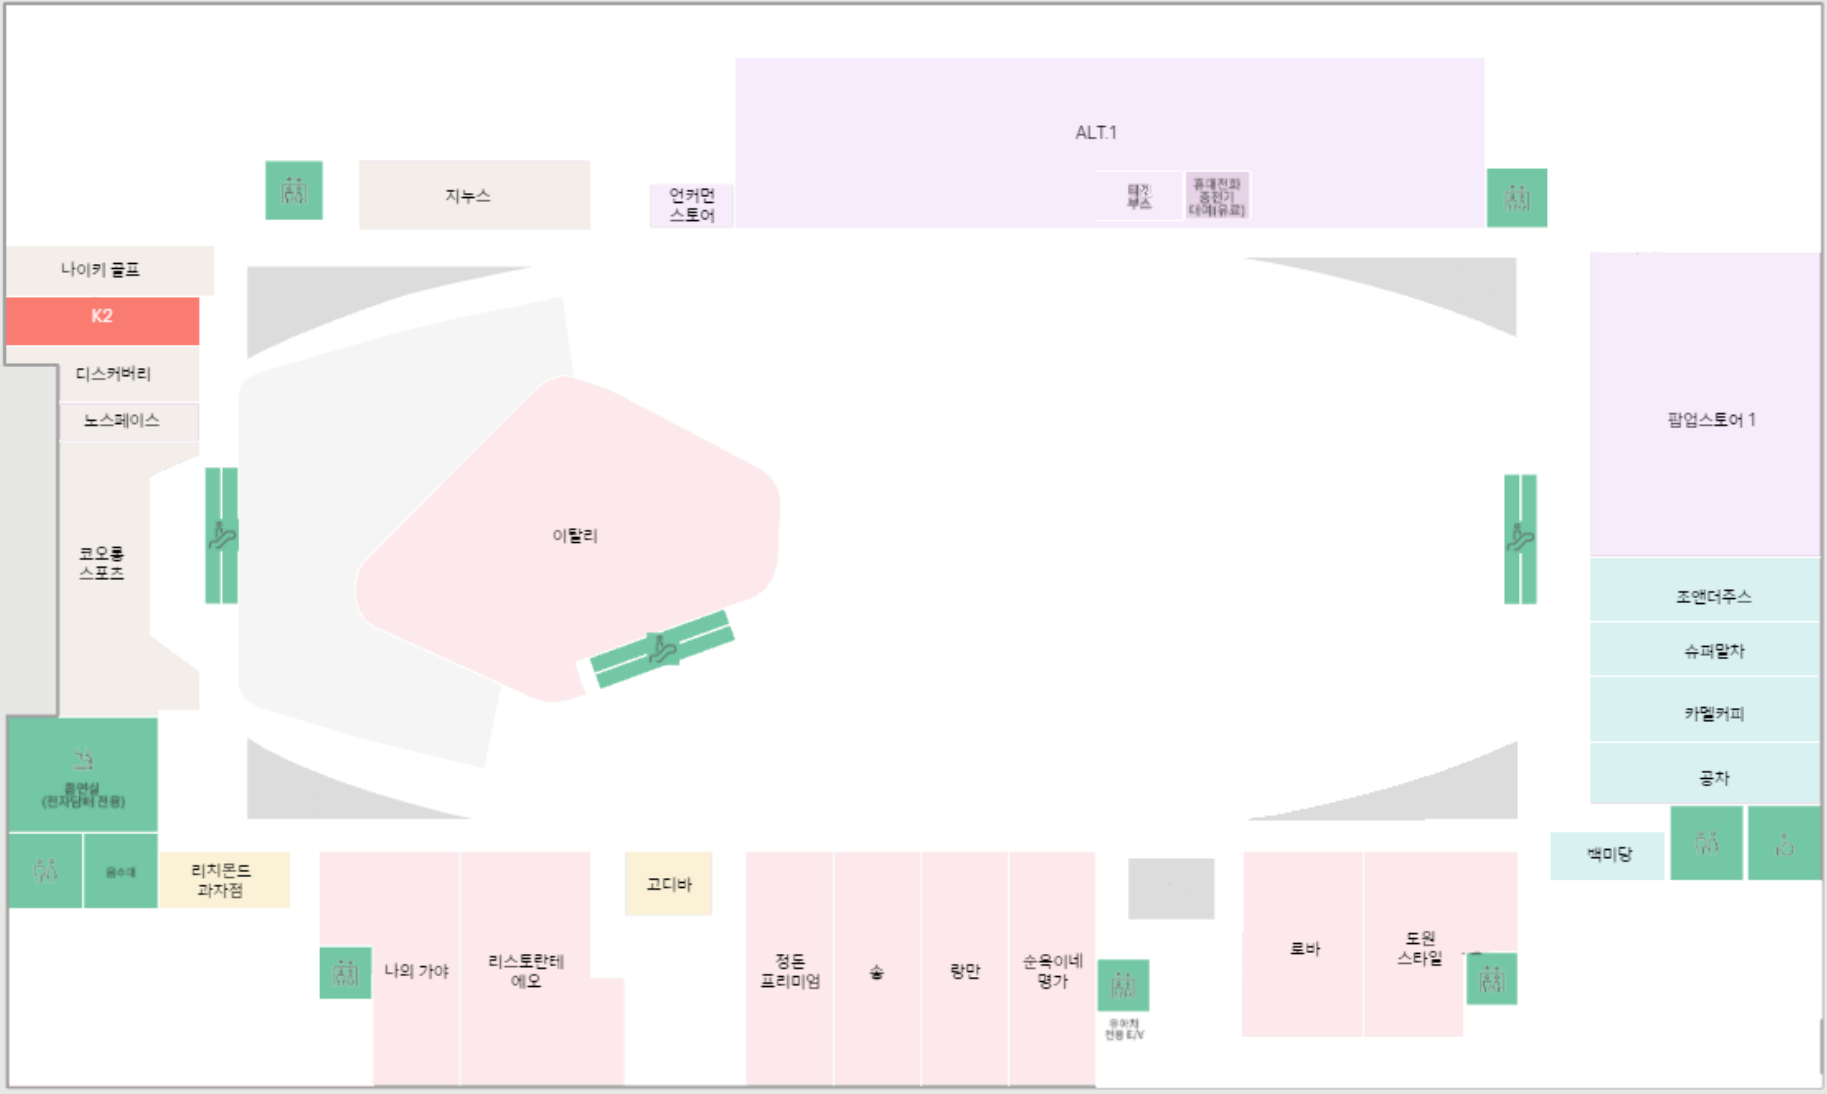 ALT.1
지누스
언커먼
스토어
티켓
부스
휴대전화
충전기
대여(유료)
나이키 골프
K2
디스커버리
노스페이스
코오롱
스포츠
이탈리
팝업스토어 1
조앤더주스
슈퍼말차
카멜커피
공차
백미당
흡연실
(전자담배 전용)
음수대
리치몬드
과자점
나의 가야
리스토란테
에오
고디바
정돈
프리미엄
송
랑만
순옥이네
명가
유아차
전용 E/V
로바
도원
스타일